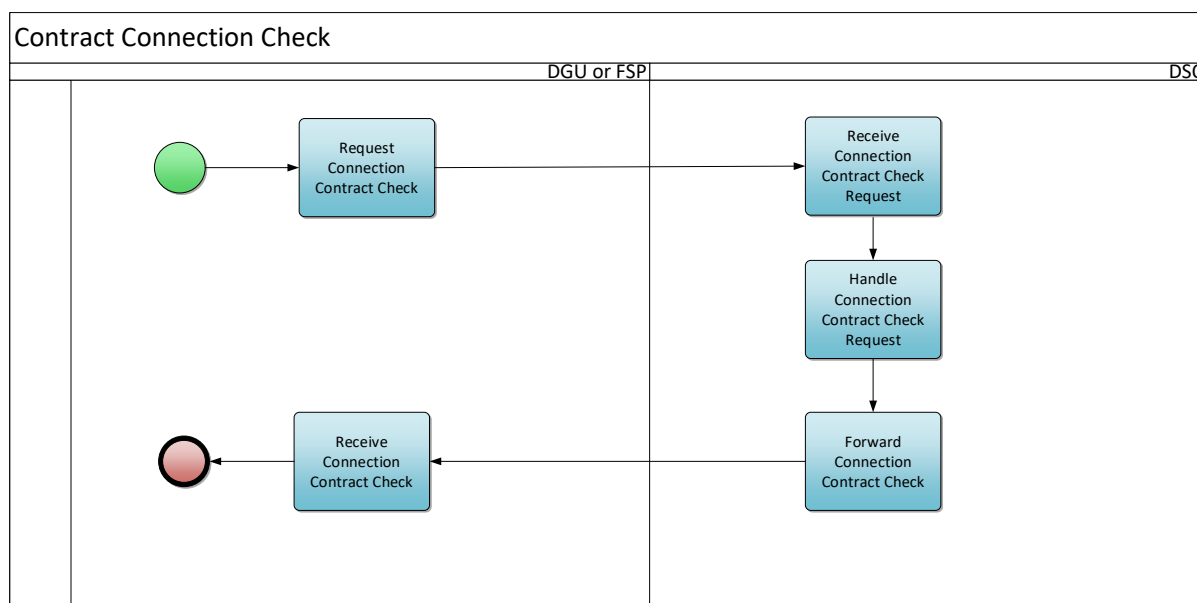 Contract Connection Check
DGU or FSP
DSO
Request
Connection
Contract Check
Receive
Connection
Contract Check
Request
Handle
Connection
Contract Check
Request
Receive
Connection
Contract Check
Forward
Connection
Contract Check